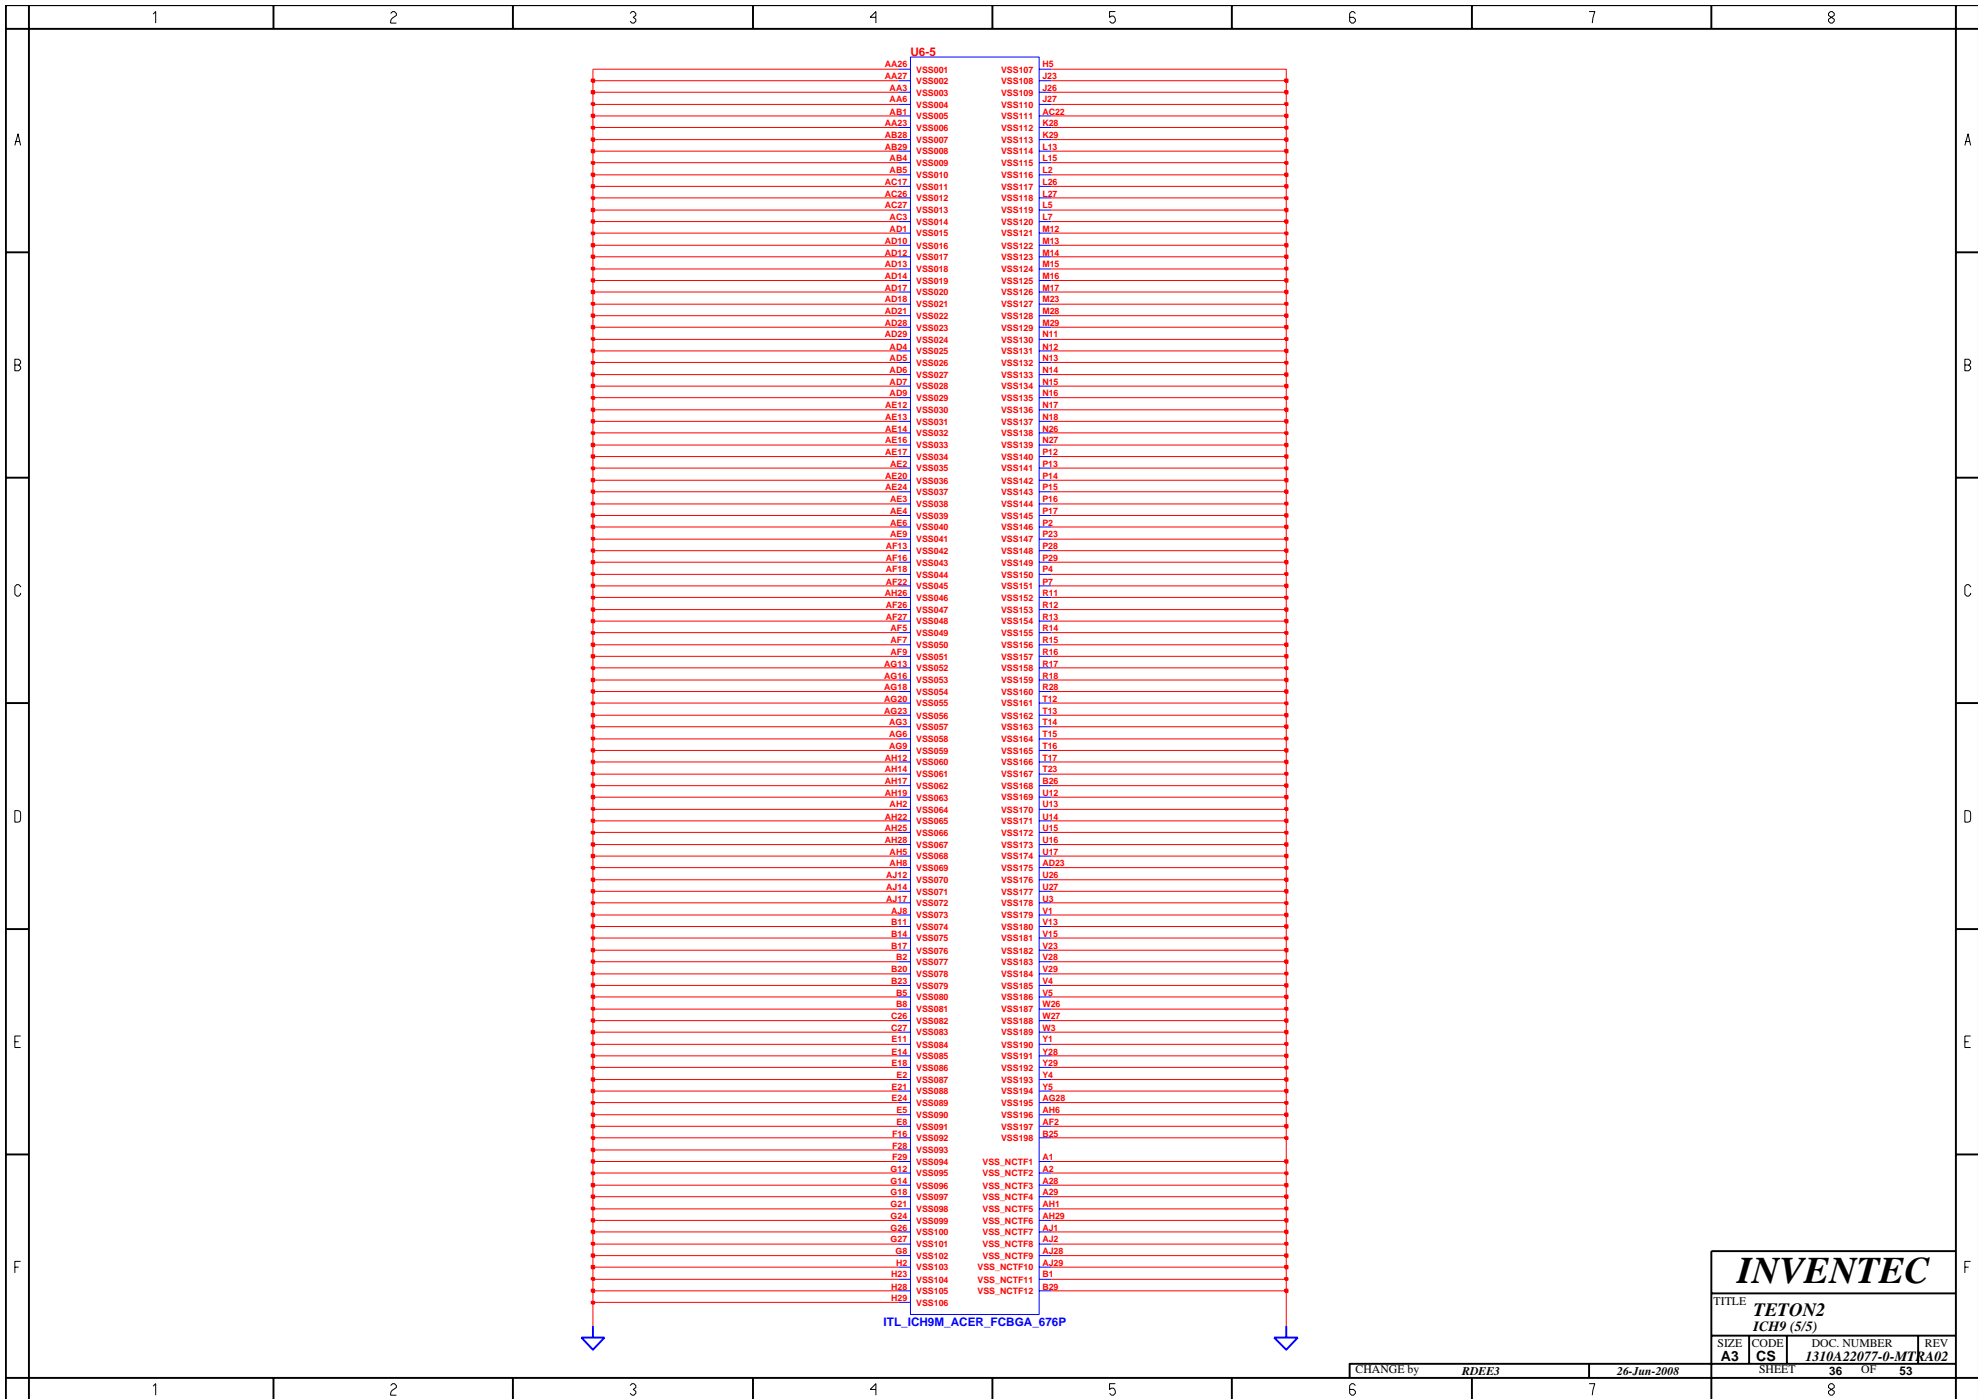 1 2 3 4 5 6 7 8
U6-5
AA26 VSS001 VSS107 H5
AA27 VSS002 VSS108 J23
AA3 VSS003 VSS109 J26
AA6 VSS004 VSS110 J27
AB1 VSS005 VSS111 AC22
AA23 VSS006 VSS112 K28
A AB28 VSS007 VSS113 K29 A
AB29 VSS008 VSS114 L13
AB4 VSS009 VSS115 L15
AB5 VSS010 VSS116 L2
AC17 VSS011 VSS117 L26
AC26 VSS012 VSS118 L27
AC27 VSS013 VSS119 L5
AC3 VSS014 VSS120 L7
AD1 VSS015 VSS121 M12
AD10 VSS016 VSS122 M13
AD12 VSS017 VSS123 M14
AD13 VSS018 VSS124 M15
AD14 VSS019 VSS125 M16
AD17 VSS020 VSS126 M17
AD18 VSS021 VSS127 M23
AD21 VSS022 VSS128 M28
AD28 VSS023 VSS129 M29
AD29 VSS024 VSS130 N11
AD4 VSS025 VSS131 N12
AD5 VSS026 VSS132 N13
B AD6 VSS027 VSS133 N14 B
AD7 VSS028 VSS134 N15
AD9 VSS029 VSS135 N16
AE12 VSS030 VSS136 N17
AE13 VSS031 VSS137 N18
AE14 VSS032 VSS138 N26
AE16 VSS033 VSS139 N27
AE17 VSS034 VSS140 P12
AE2 VSS035 VSS141 P13
AE20 VSS036 VSS142 P14
AE24 VSS037 VSS143 P15
AE3 VSS038 VSS144 P16
AE4 VSS039 VSS145 P17
AE6 VSS040 VSS146 P2
AE9 VSS041 VSS147 P23
AF13 VSS042 VSS148 P28
AF16 VSS043 VSS149 P29
AF18 VSS044 VSS150 P4
AF22 VSS045 VSS151 P7
C AH26 VSS046 VSS152 R11 C
AF26 VSS047 VSS153 R12
AF27 VSS048 VSS154 R13
AF5 VSS049 VSS155 R14
AF7 VSS050 VSS156 R15
AF9 VSS051 VSS157 R16
AG13 VSS052 VSS158 R17
AG16 VSS053 VSS159 R18
AG18 VSS054 VSS160 R28
AG20 VSS055 VSS161 T12
AG23 VSS056 VSS162 T13
AG3 VSS057 VSS163 T14
AG6 VSS058 VSS164 T15
AG9 VSS059 VSS165 T16
AH12 VSS060 VSS166 T17
AH14 VSS061 VSS167 T23
AH17 VSS062 VSS168 B26
AH19 VSS063 VSS169 U12
AH2 VSS064 VSS170 U13
D AH22 VSS065 VSS171 U14 D
AH25 VSS066 VSS172 U15
AH28 VSS067 VSS173 U16
AH5 VSS068 VSS174 U17
AH8 VSS069 VSS175 AD23
AJ12 VSS070 VSS176 U26
AJ14 VSS071 VSS177 U27
AJ17 VSS072 VSS178 U3
AJ8 VSS073 VSS179 V1
B11 VSS074 VSS180 V13
B14 VSS075 VSS181 V15
B17 VSS076 VSS182 V23
B2 VSS077 VSS183 V28
B20 VSS078 VSS184 V29
B23 VSS079 VSS185 V4
B5 VSS080 VSS186 V5
B8 VSS081 VSS187 W26
C26 VSS082 VSS188 W27
C27 VSS083 VSS189 W3
E E11 VSS084 VSS190 Y1 E
E14 VSS085 VSS191 Y28
E18 VSS086 VSS192 Y29
E2 VSS087 VSS193 Y4
E21 VSS088 VSS194 Y5
E24 VSS089 VSS195 AG28
E5 VSS090 VSS196 AH6
E8 VSS091 VSS197 AF2
F16 VSS092 VSS198 B25
F28 VSS093
F29 VSS094 VSS_NCTF1 A1
G12 VSS095 VSS_NCTF2 A2
G14 VSS096 VSS_NCTF3 A28
G18 VSS097 VSS_NCTF4 A29
G21 VSS098 VSS_NCTF5 AH1
G24 VSS099 VSS_NCTF6 AH29
G26 VSS100 VSS_NCTF7 AJ1
G27 VSS101 VSS_NCTF8 AJ2
G8 VSS102 VSS_NCTF9 AJ28
F H2 VSS103 VSS_NCTF10 AJ29 F
H23 VSS104 VSS_NCTF11 B1
H28 VSS105 VSS_NCTF12 B29
H29 VSS106
ITL_ICH9M_ACER_FCBGA_676P
INVENTEC
TITLE TETON2
ICH9 (5/5)
SIZE CODE DOC. NUMBER REV
A3 CS 1310A22077-0-MTR A02
CHANGE by RDEE3 26-Jun-2008 SHEET 36 OF 53
1 2 3 4 5 6 7 8